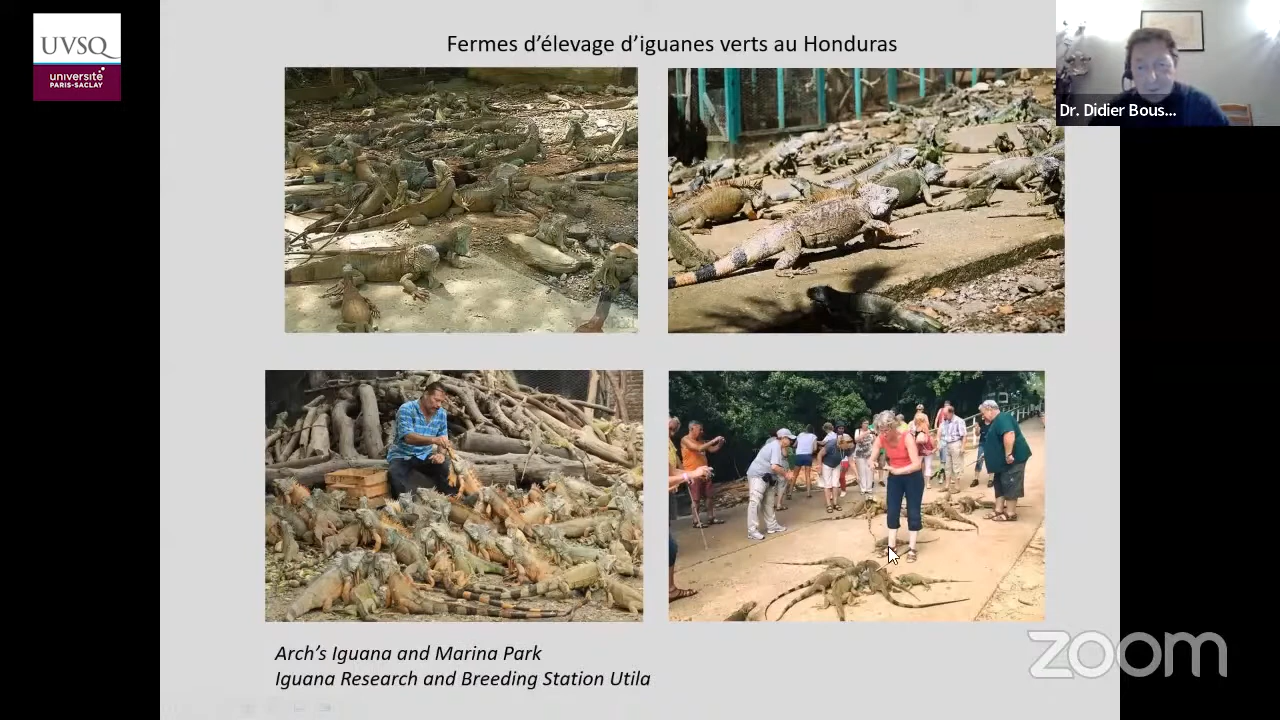 UVSQ
université
PARIS-SACLAY
Fermes d’élevage d’iguanes verts au Honduras
Dr. Didier Bous...
Arch’s Iguana and Marina Park
Iguana Research and Breeding Station Utila
zoom